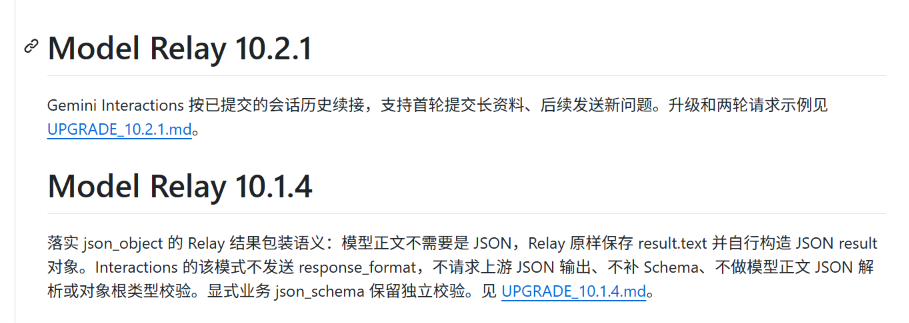 Model Relay 10.2.1
Gemini Interactions 按已提交的会话历史续接，支持首轮提交长资料、后续发送新问题。升级和两轮请求示例见
UPGRADE_10.2.1.md。
Model Relay 10.1.4
落实 json_object 的 Relay 结果包装语义：模型正文不需要是 JSON，Relay 原样保存 result.text 并自行构造 JSON result
对象。Interactions 的该模式不发送 response_format，不请求上游 JSON 输出、不补 Schema、不做模型正文 JSON 解
析或对象根类型校验。显式业务 json_schema 保留独立校验。见 UPGRADE_10.1.4.md。